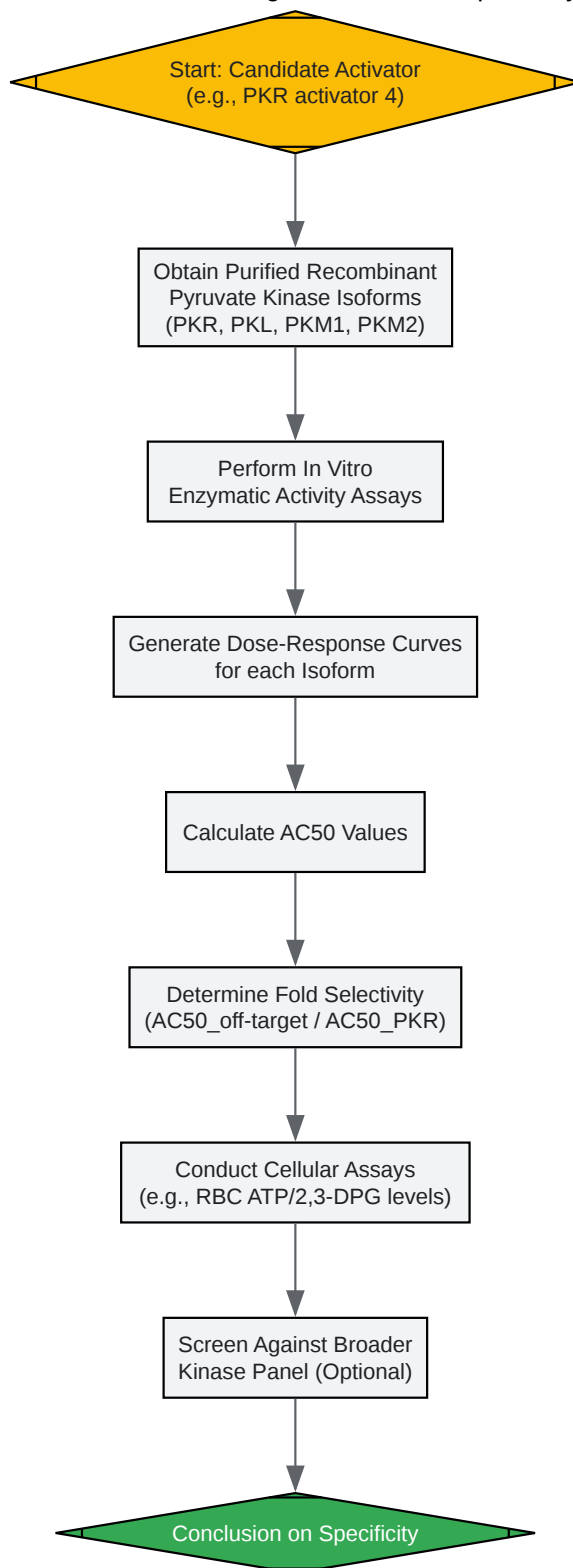 Start: Candidate Activator
(e.g., PKR activator 4)
Obtain Purified Recombinant
Pyruvate Kinase Isoforms
(PKR, PKL, PKM1, PKM2)
Perform In Vitro
Enzymatic Activity Assays
Generate Dose-Response Curves
for each Isoform
Calculate AC50 Values
Determine Fold Selectivity
(AC50_off-target / AC50_PKR)
Conduct Cellular Assays
(e.g., RBC ATP/2,3-DPG levels)
Screen Against Broader
Kinase Panel (Optional)
Conclusion on Specificity